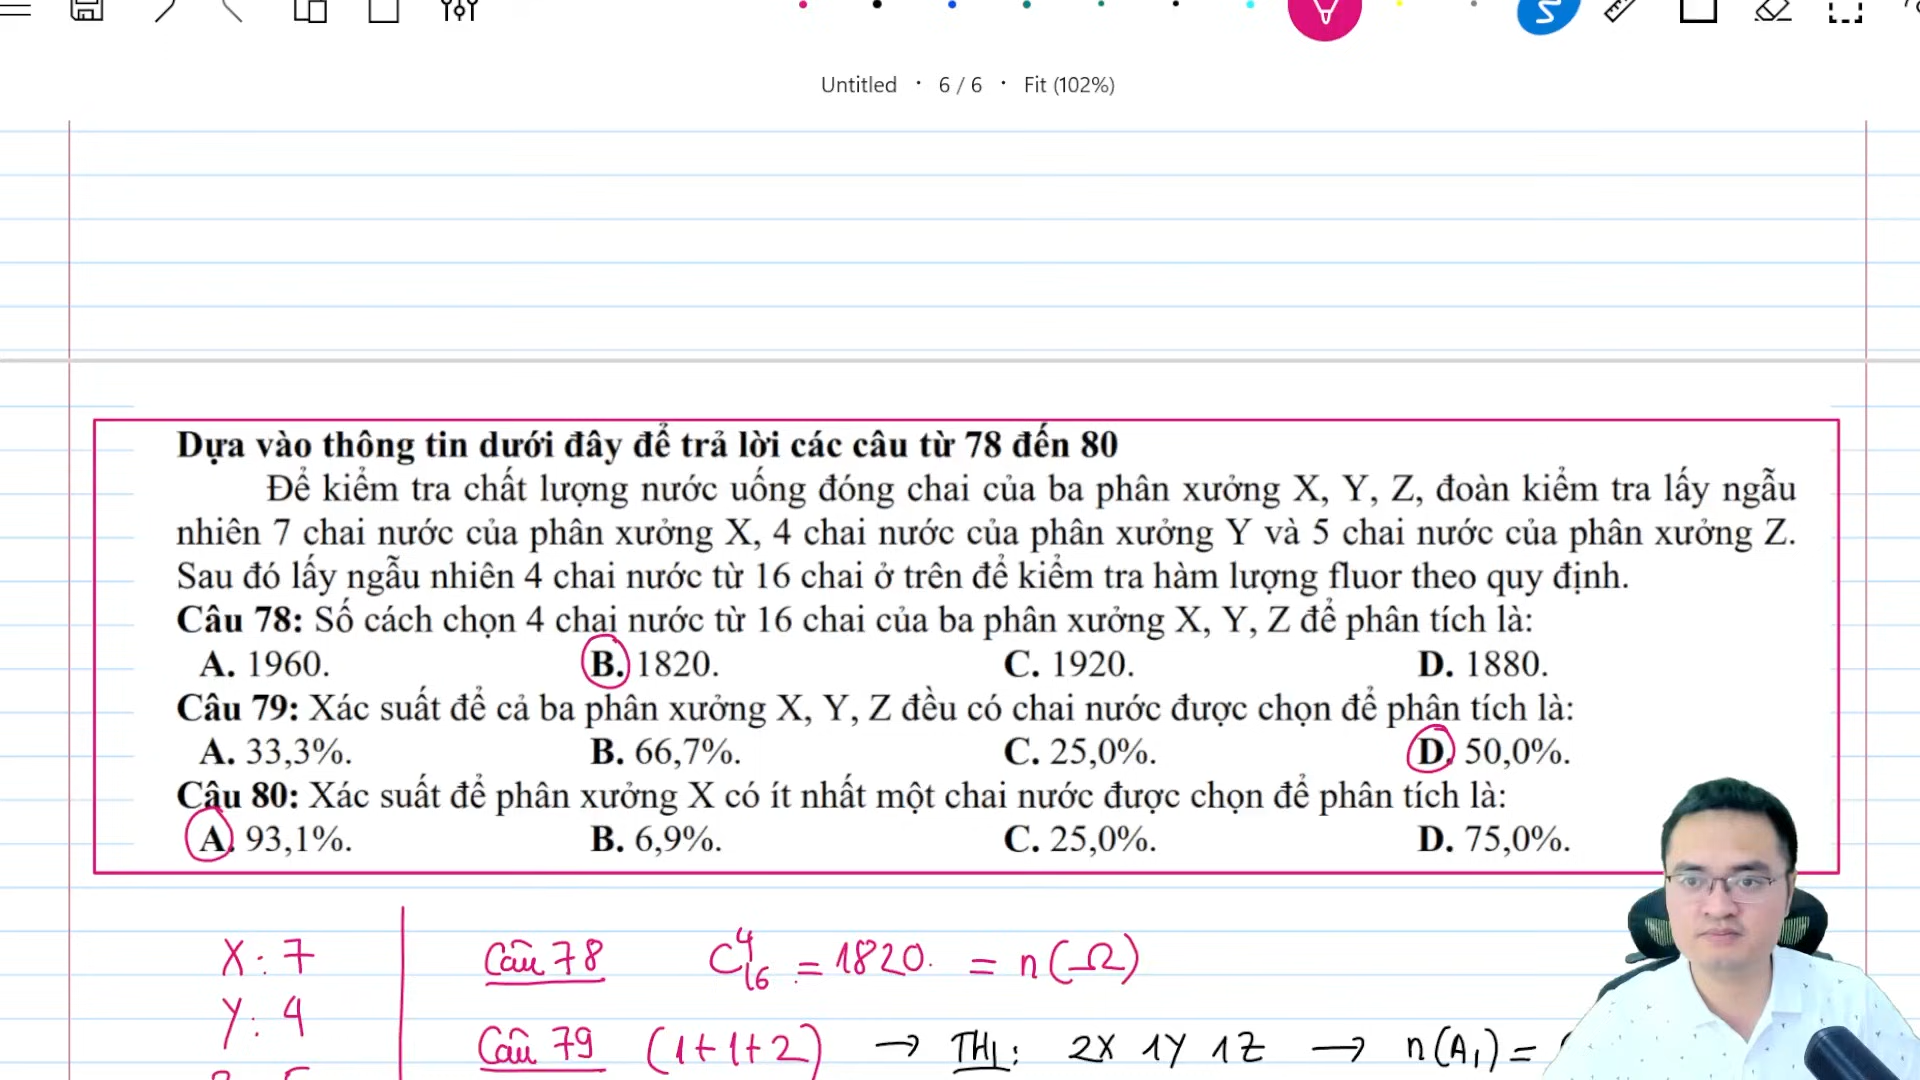 Untitled · 6 / 6 · Fit (102%)
Dựa vào thông tin dưới đây để trả lời các câu từ 78 đến 80
Để kiểm tra chất lượng nước uống đóng chai của ba phân xưởng X, Y, Z, đoàn kiểm tra lấy ngẫu
nhiên 7 chai nước của phân xưởng X, 4 chai nước của phân xưởng Y và 5 chai nước của phân xưởng Z.
Sau đó lấy ngẫu nhiên 4 chai nước từ 16 chai ở trên để kiểm tra hàm lượng fluor theo quy định.
Câu 78: Số cách chọn 4 chai nước từ 16 chai của ba phân xưởng X, Y, Z để phân tích là:
A. 1960. B. 1820. C. 1920. D. 1880.
Câu 79: Xác suất để cả ba phân xưởng X, Y, Z đều có chai nước được chọn để phân tích là:
A. 33,3%. B. 66,7%. C. 25,0%. D. 50,0%.
Câu 80: Xác suất để phân xưởng X có ít nhất một chai nước được chọn để phân tích là:
A. 93,1%. B. 6,9%. C. 25,0%. D. 75,0%.
X : 7
Câu 78 C⁴₁₆ = 1820. = n(Ω)
Y : 4
Câu 79 (1+1+2) → TH1: 2X 1Y 1Z → n(A₁) =